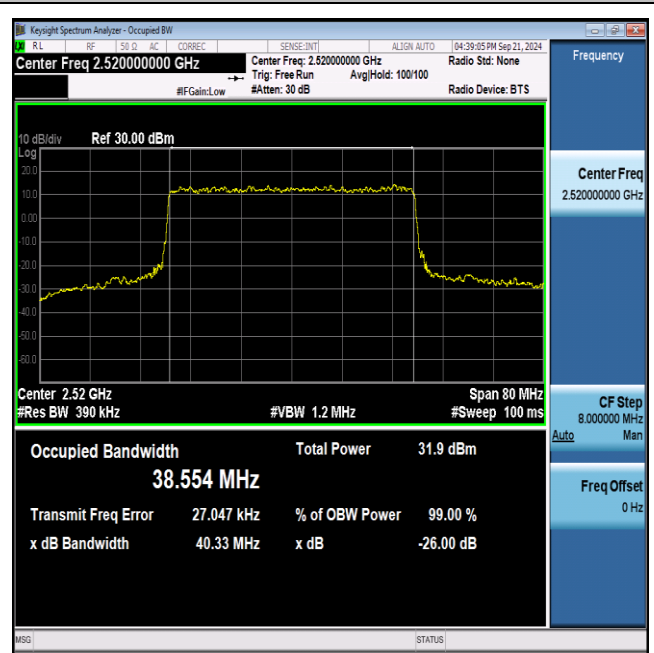 Keysight Spectrum Analyzer - Occupied BW
LXI RL RF 50 Ω AC CORREC SENSE:INT ALIGN AUTO 04:39:05 PM Sep 21, 2024
Center Freq 2.520000000 GHz Center Freq: 2.520000000 GHz Radio Std: None Frequency
Trig: Free Run Avg|Hold: 100/100
#IFGain:Low #Atten: 30 dB Radio Device: BTS
10 dB/div Ref 30.00 dBm
Log
20.0
10.0
0.00
-10.0
-20.0
-30.0
-40.0
-50.0
-60.0
Center 2.52 GHz Span 80 MHz
#Res BW 390 kHz #VBW 1.2 MHz #Sweep 100 ms
Occupied Bandwidth Total Power 31.9 dBm
38.554 MHz
Transmit Freq Error 27.047 kHz % of OBW Power 99.00 %
x dB Bandwidth 40.33 MHz x dB -26.00 dB
Center Freq
2.520000000 GHz
CF Step
8.000000 MHz
Auto Man
Freq Offset
0 Hz
MSG STATUS